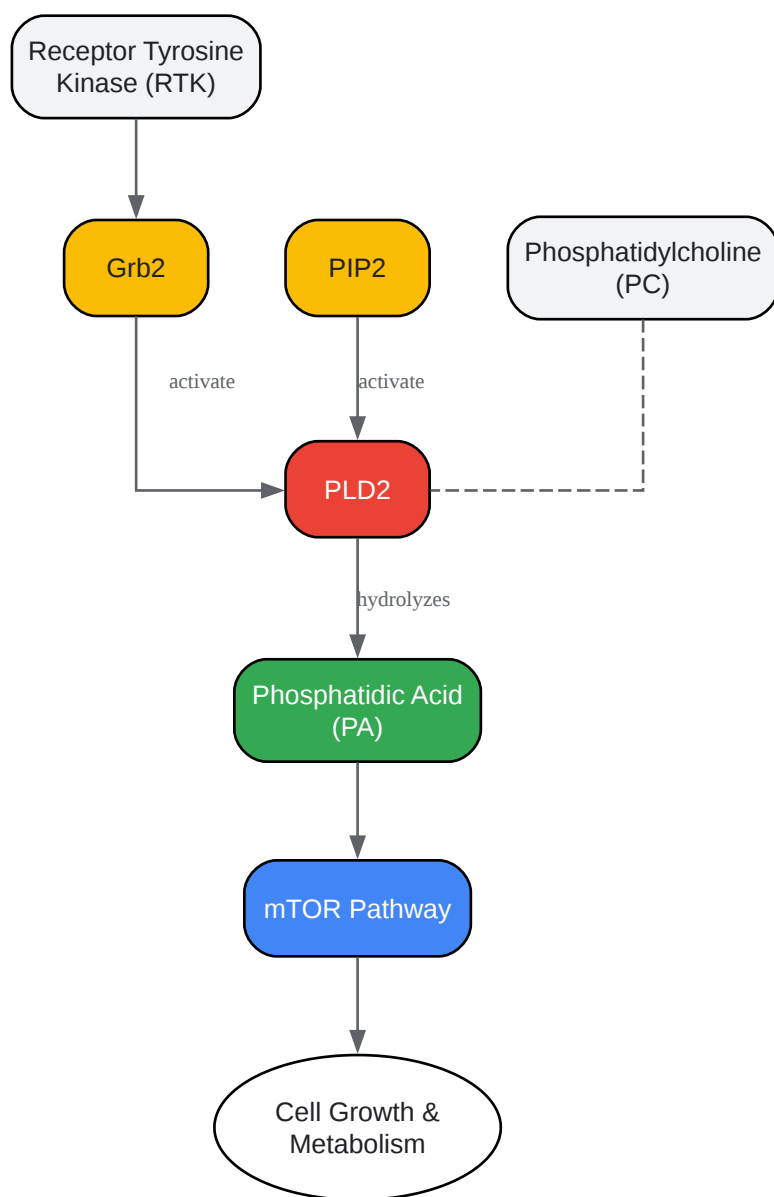 Receptor Tyrosine
Kinase (RTK)
Grb2
PIP2
Phosphatidylcholine
(PC)
activate
activate
PLD2
hydrolyzes
Phosphatidic Acid
(PA)
mTOR Pathway
Cell Growth &
Metabolism